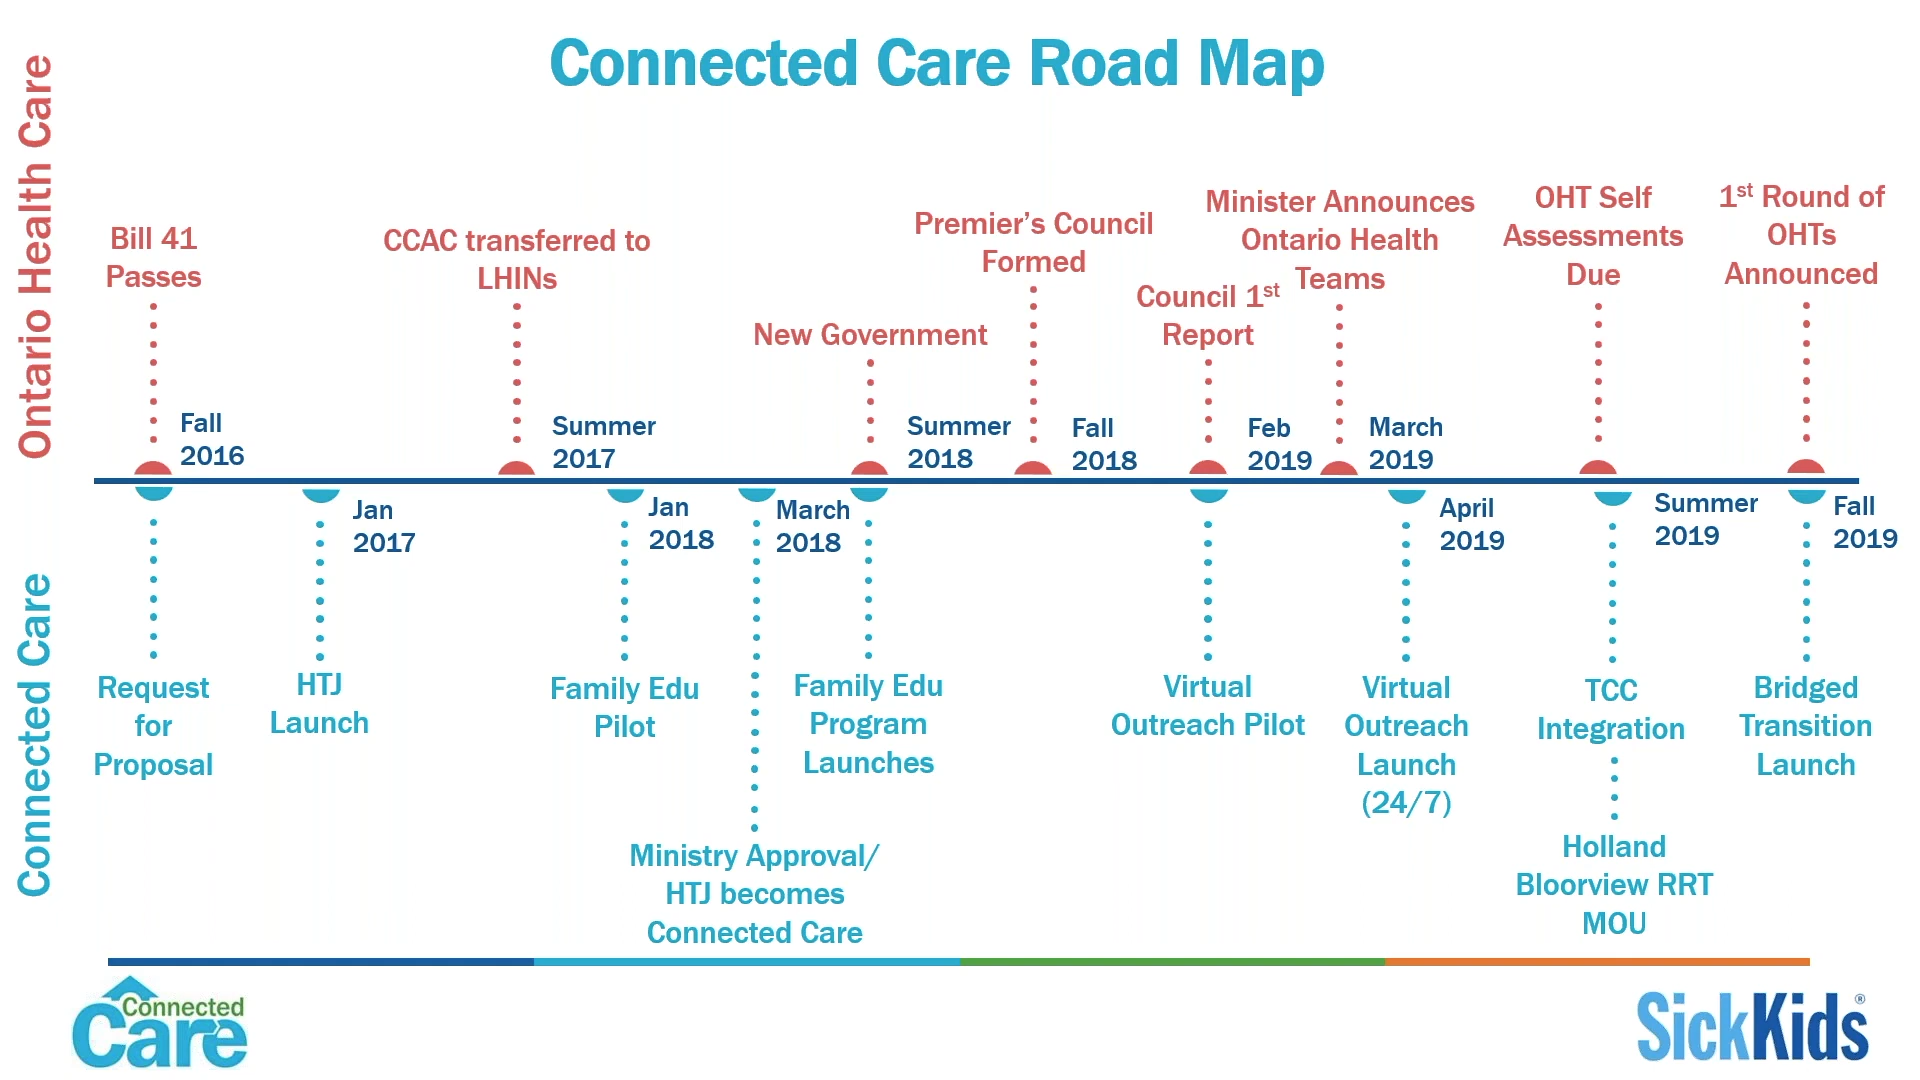 Connected Care Road Map
Ontario Health Care
Bill 41
Passes
CCAC transferred to
LHINs
New Government
Premier's Council
Formed
Council 1st
Report
Minister Announces
Ontario Health
Teams
OHT Self
Assessments
Due
1st Round of
OHTs
Announced
Fall
2016
Summer
2017
Summer
2018
Fall
2018
Feb
2019
March
2019
Jan
2017
Jan
2018
March
2018
April
2019
Summer
2019
Fall
2019
Connected Care
Request
for
Proposal
HTJ
Launch
Family Edu
Pilot
Ministry Approval/
HTJ becomes
Connected Care
Family Edu
Program
Launches
Virtual
Outreach Pilot
Virtual
Outreach
Launch
(24/7)
TCC
Integration
Holland
Bloorview RRT
MOU
Bridged
Transition
Launch
Connected
Care
SickKids®